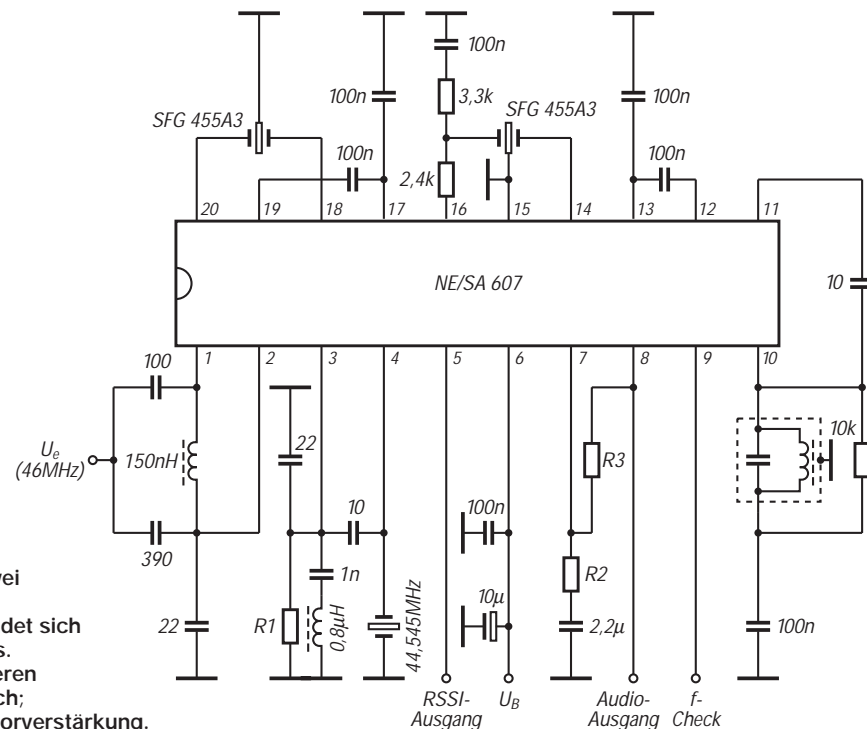 100n
100n
3,3k
SFG 455A3
100n
SFG 455A3
100n
2,4k
100n
20 19 18 17 16 15 14 13 12 11
NE/SA 607
10
1 2 3 4 5 6 7 8 9 10
100
Ue
(46MHz)
150nH
390
22
22
10
1n
R1
0,8µH
44,545MHz
100n
10µ
R3
R2
2,2µ
10k
100n
RSSI-
Ausgang
UB
Audio-
Ausgang
f-
Check
det sich
s.
eren
ch;
orverstärkung.